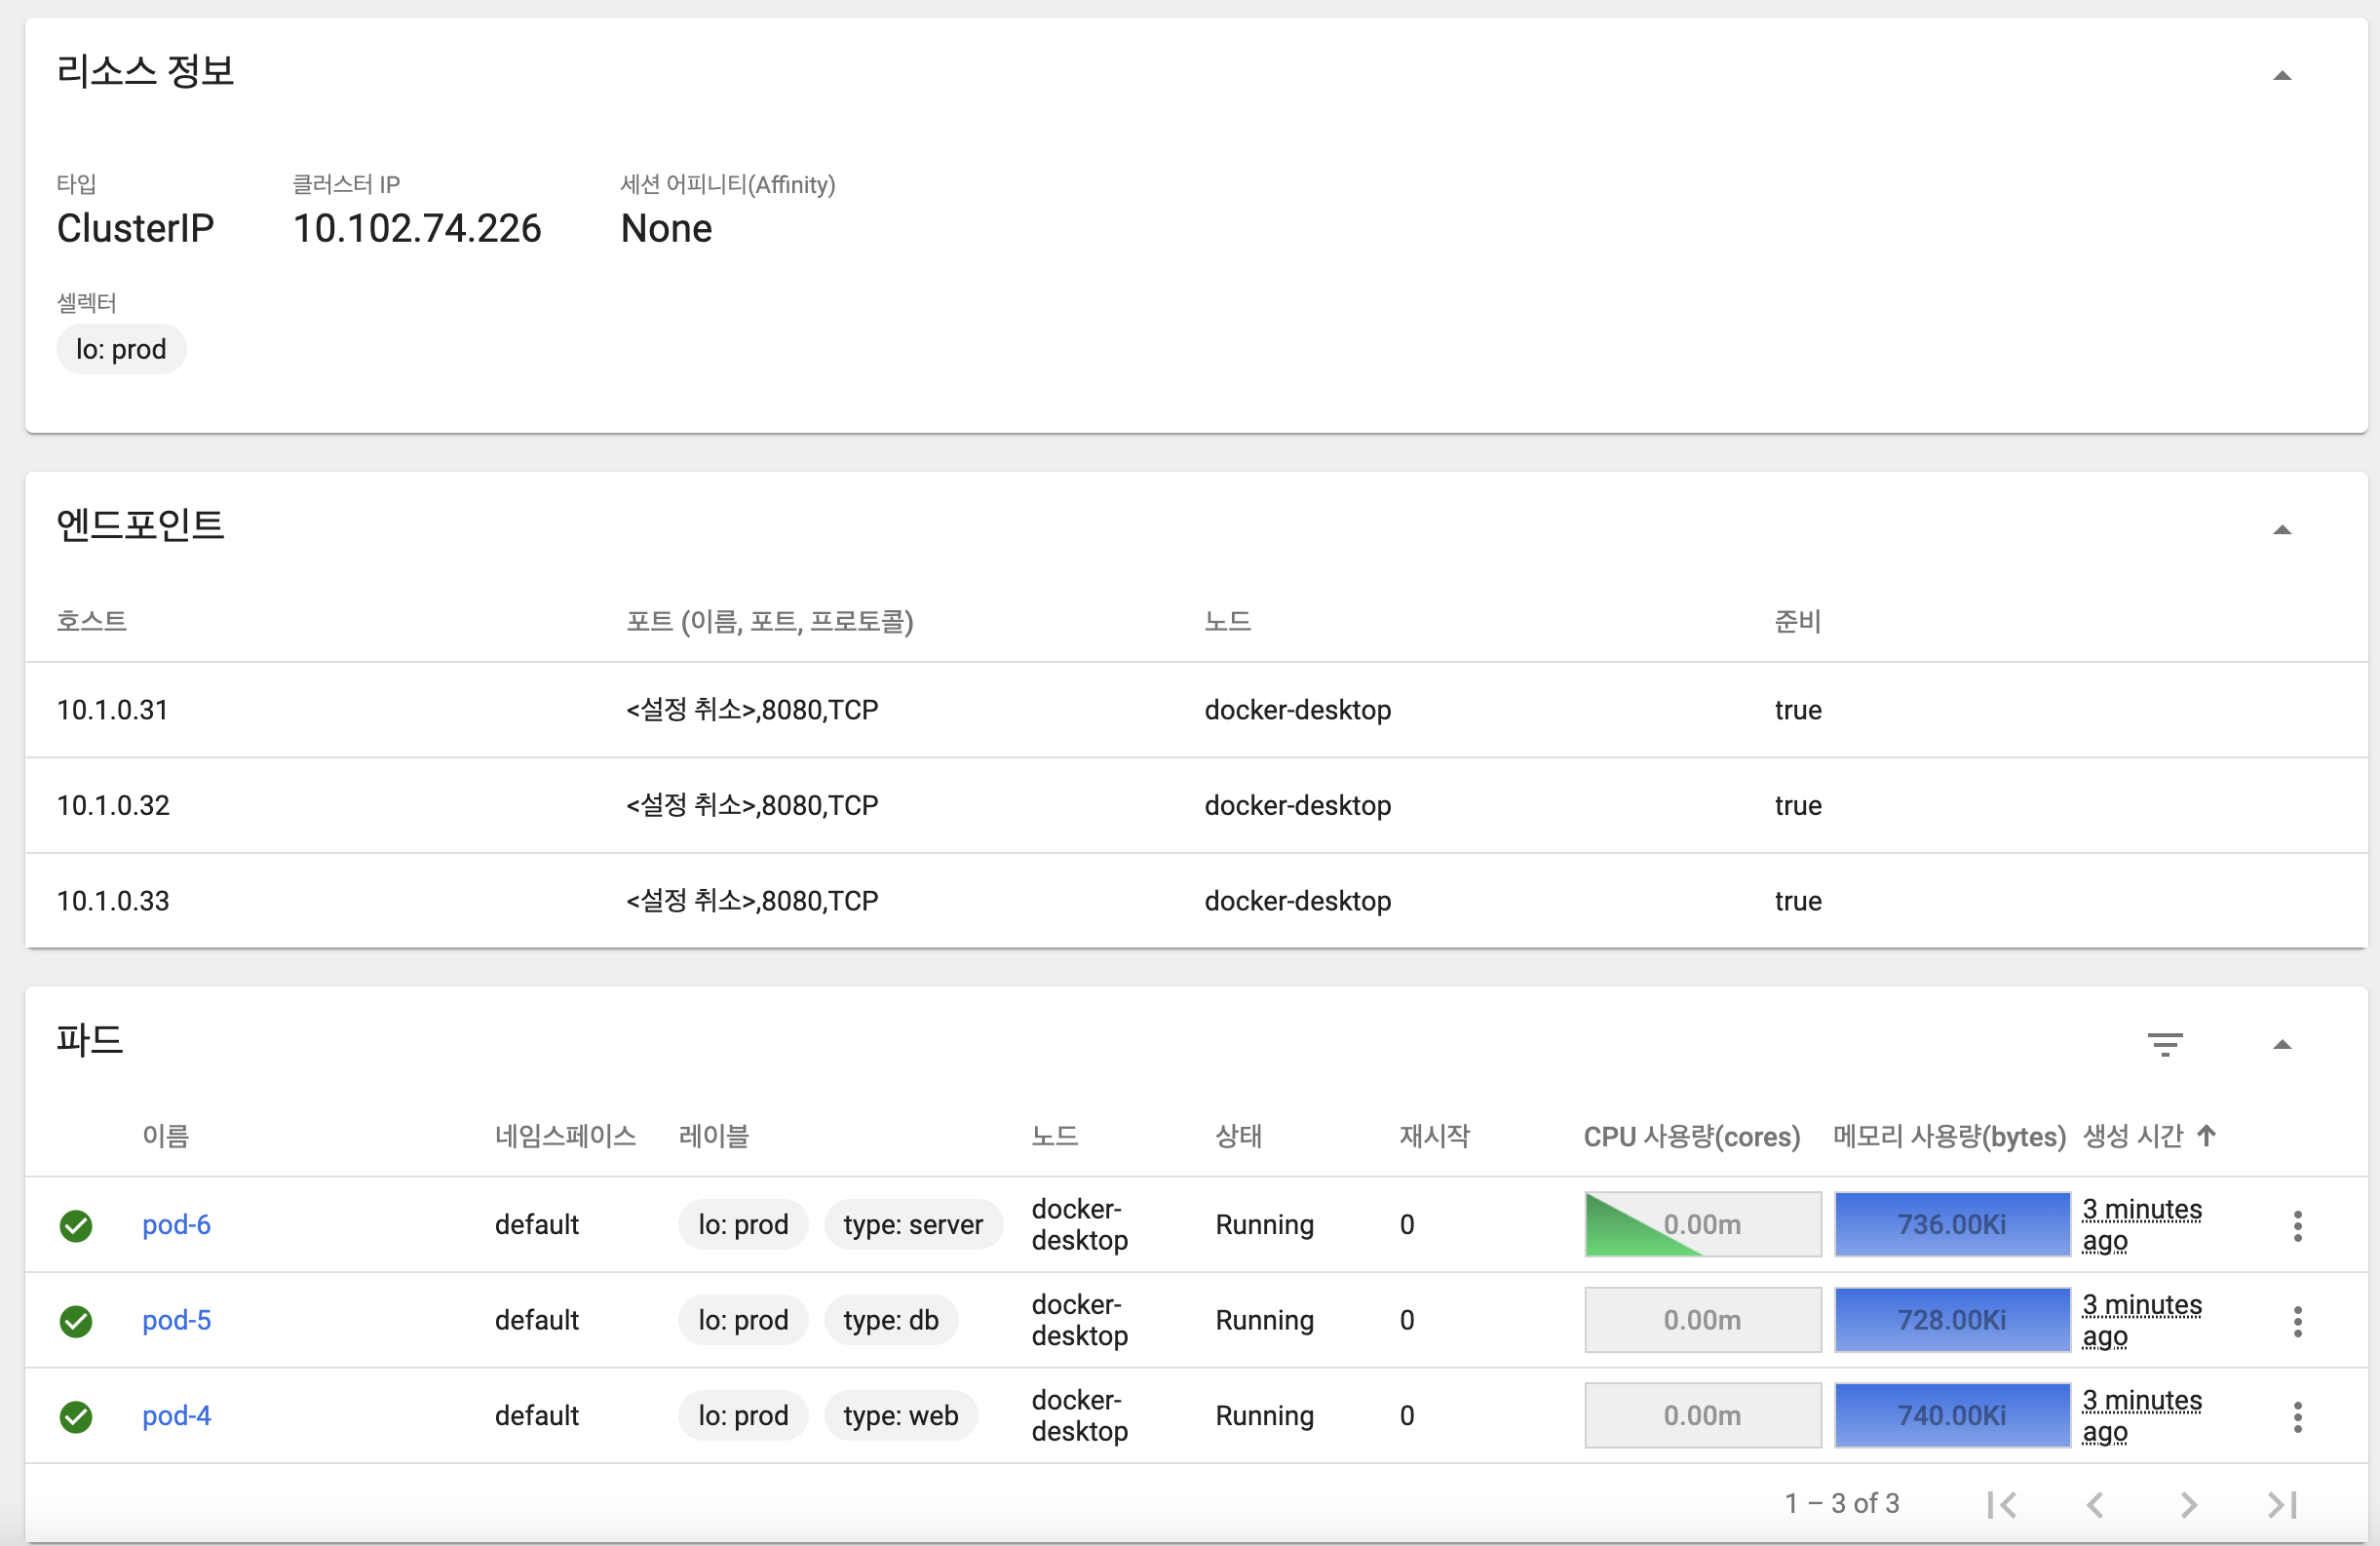 리소스 정보
타입 클러스터 IP 세션 어피니티(Affinity)
ClusterIP 10.102.74.226 None
셀렉터
lo: prod
엔드포인트
호스트 포트 (이름, 포트, 프로토콜) 노드 준비
10.1.0.31 <설정 취소>,8080,TCP docker-desktop true
10.1.0.32 <설정 취소>,8080,TCP docker-desktop true
10.1.0.33 <설정 취소>,8080,TCP docker-desktop true
파드
이름 네임스페이스 레이블 노드 상태 재시작 CPU 사용량(cores) 메모리 사용량(bytes) 생성 시간
pod-6 default lo: prod type: server docker-desktop Running 0 0.00m 736.00Ki 3 minutes ago
pod-5 default lo: prod type: db docker-desktop Running 0 0.00m 728.00Ki 3 minutes ago
pod-4 default lo: prod type: web docker-desktop Running 0 0.00m 740.00Ki 3 minutes ago
1 – 3 of 3